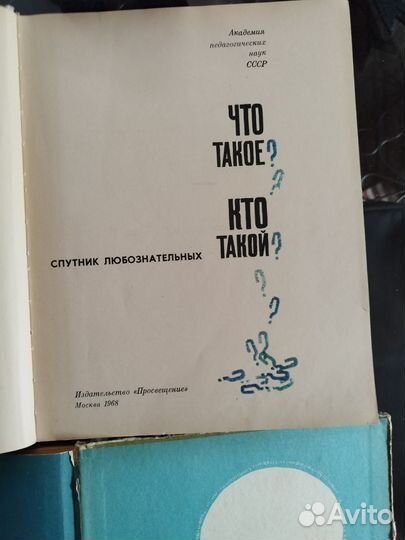 Академия
педагогических
наук
СССР
ЧТО
ТАКОЕ?
КТО
ТАКОЙ?
СПУТНИК ЛЮБОЗНАТЕЛЬНЫХ
Издательство «Просвещение»
Москва 1968
Avito